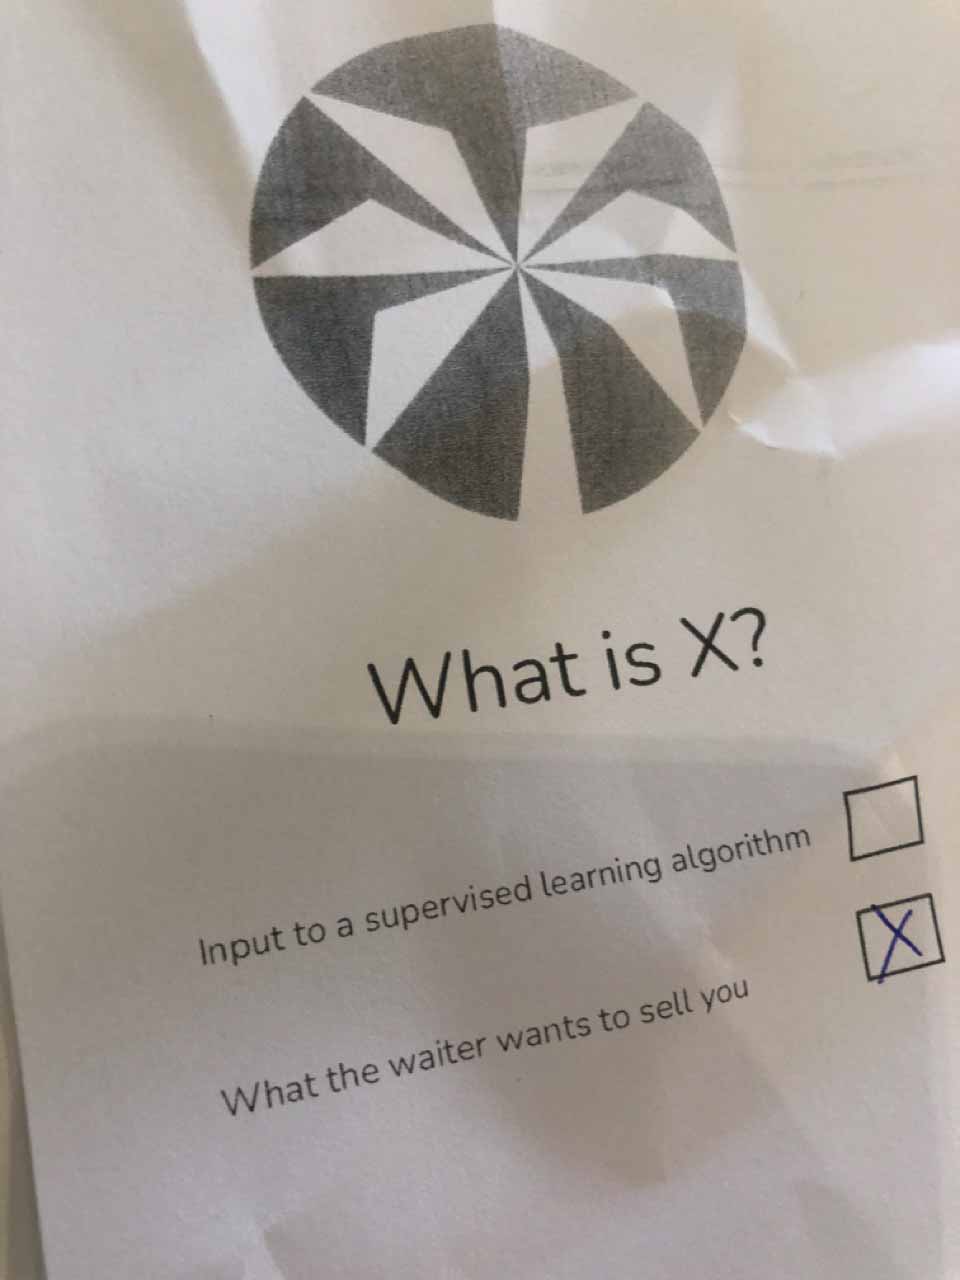 What is X?
Input to a supervised learning algorithm
What the waiter wants to sell you
X